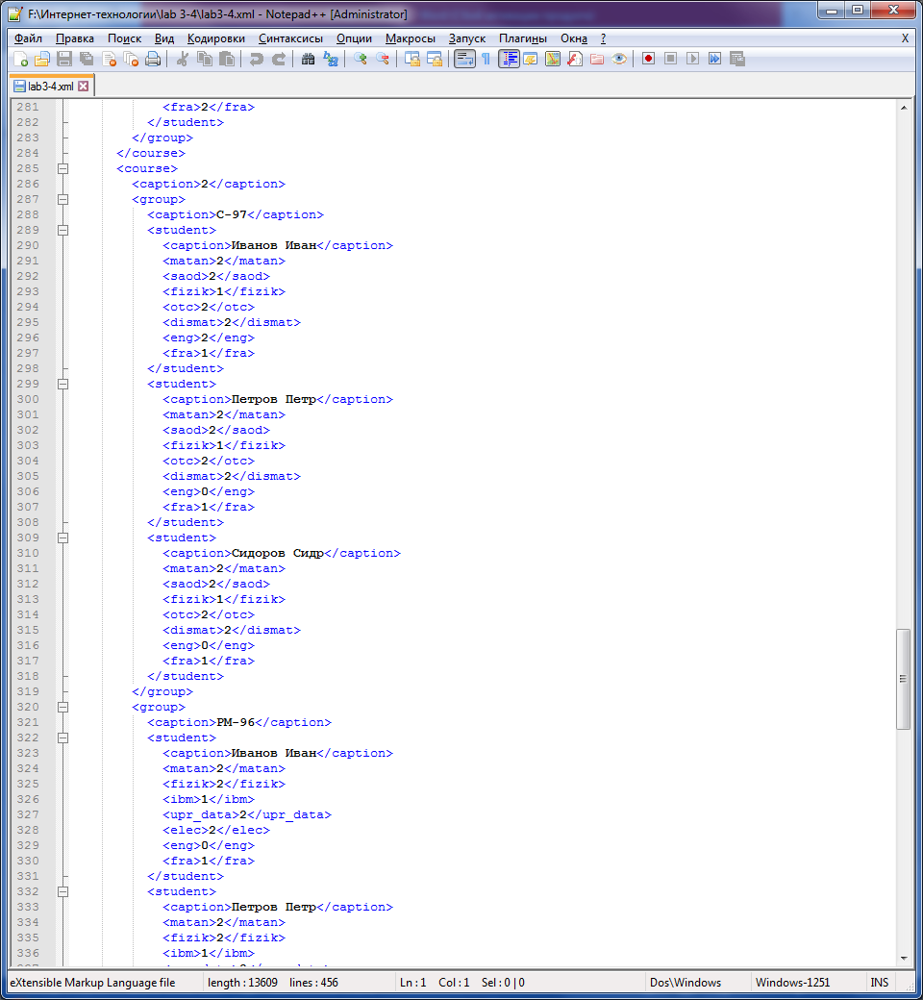 F:\Интернет-технологии\lab 3-4\lab3-4.xml - Notepad++ [Administrator]
Файл Правка Поиск Вид Кодировки Синтаксисы Опции Макросы Запуск Плагины Окна ? X
lab3-4.xml
281 <fra>2</fra>
282 </student>
283 </group>
284 </course>
285 <course>
286 <caption>2</caption>
287 <group>
288 <caption>С-97</caption>
289 <student>
290 <caption>Иванов Иван</caption>
291 <matan>2</matan>
292 <saod>2</saod>
293 <fizik>1</fizik>
294 <otc>2</otc>
295 <dismat>2</dismat>
296 <eng>2</eng>
297 <fra>1</fra>
298 </student>
299 <student>
300 <caption>Петров Петр</caption>
301 <matan>2</matan>
302 <saod>2</saod>
303 <fizik>1</fizik>
304 <otc>2</otc>
305 <dismat>2</dismat>
306 <eng>0</eng>
307 <fra>1</fra>
308 </student>
309 <student>
310 <caption>Сидоров Сидр</caption>
311 <matan>2</matan>
312 <saod>2</saod>
313 <fizik>1</fizik>
314 <otc>2</otc>
315 <dismat>2</dismat>
316 <eng>0</eng>
317 <fra>1</fra>
318 </student>
319 </group>
320 <group>
321 <caption>РМ-96</caption>
322 <student>
323 <caption>Иванов Иван</caption>
324 <matan>2</matan>
325 <fizik>2</fizik>
326 <ibm>1</ibm>
327 <upr_data>2</upr_data>
328 <elec>2</elec>
329 <eng>0</eng>
330 <fra>1</fra>
331 </student>
332 <student>
333 <caption>Петров Петр</caption>
334 <matan>2</matan>
335 <fizik>2</fizik>
336 <ibm>1</ibm>
eXtensible Markup Language file length : 13609 lines : 456 Ln : 1 Col : 1 Sel : 0 | 0 Dos\Windows Windows-1251 INS